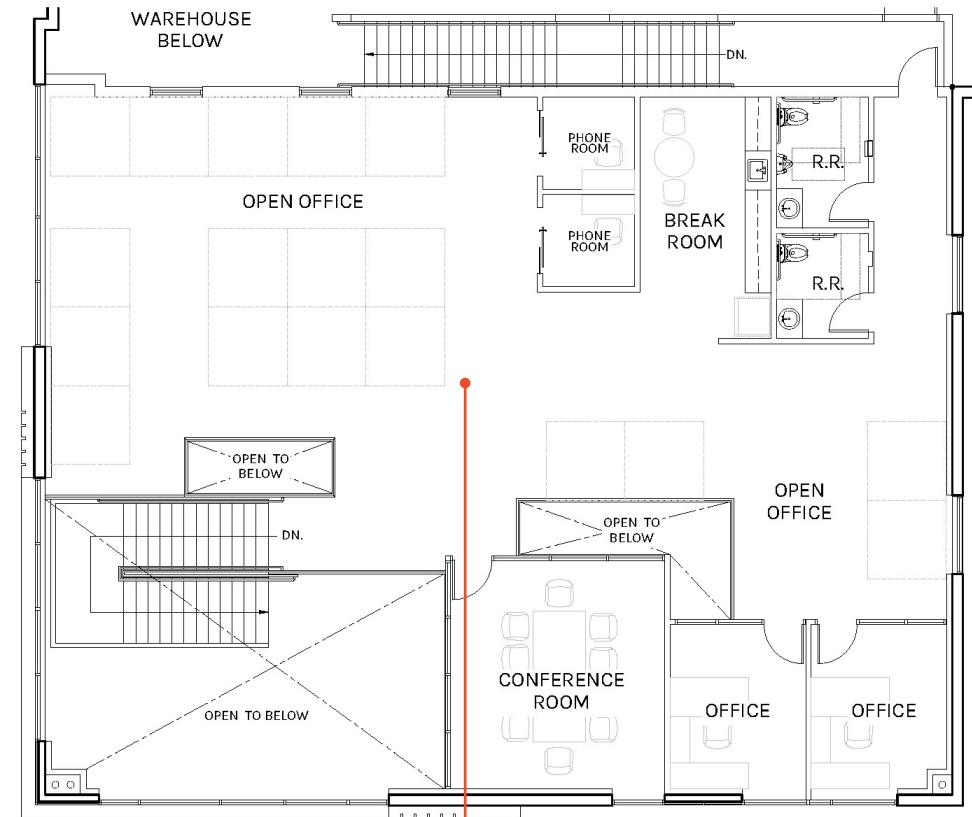 WAREHOUSE
BELOW
DN.
PHONE
ROOM
OPEN OFFICE
BREAK
ROOM
R.R.
PHONE
ROOM
R.R.
OPEN TO
BELOW
OPEN
OFFICE
OPEN TO
BELOW
DN.
CONFERENCE
ROOM
OFFICE
OFFICE
OPEN TO BELOW